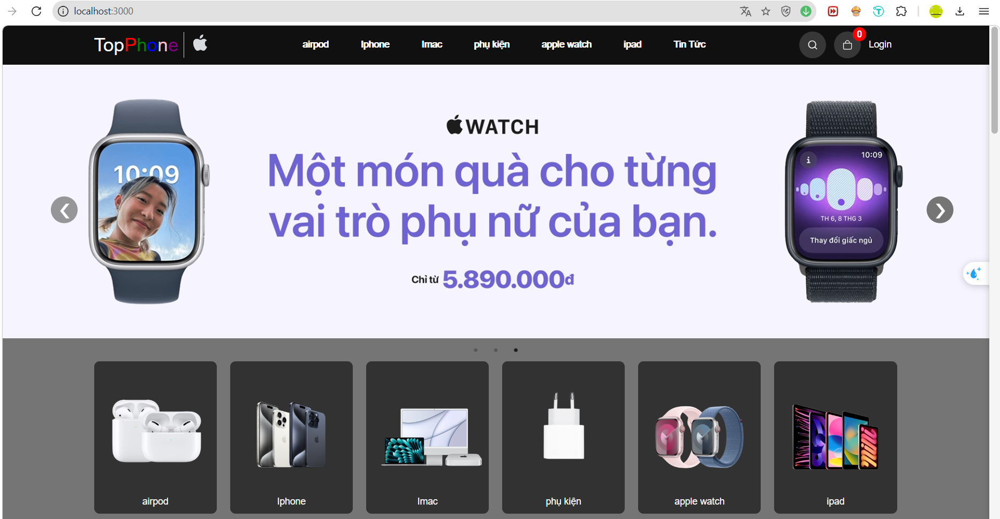 localhost:3000
TopPhone
airpod Iphone Imac phụ kiện apple watch ipad Tin Tức
0
Login
WATCH
Một món quà cho từng
vai trò phụ nữ của bạn.
Chỉ từ 5.890.000đ
10:09
10:09
TH 6, 8 THG 3
Thay đổi giấc ngủ
airpod Iphone Imac phụ kiện apple watch ipad